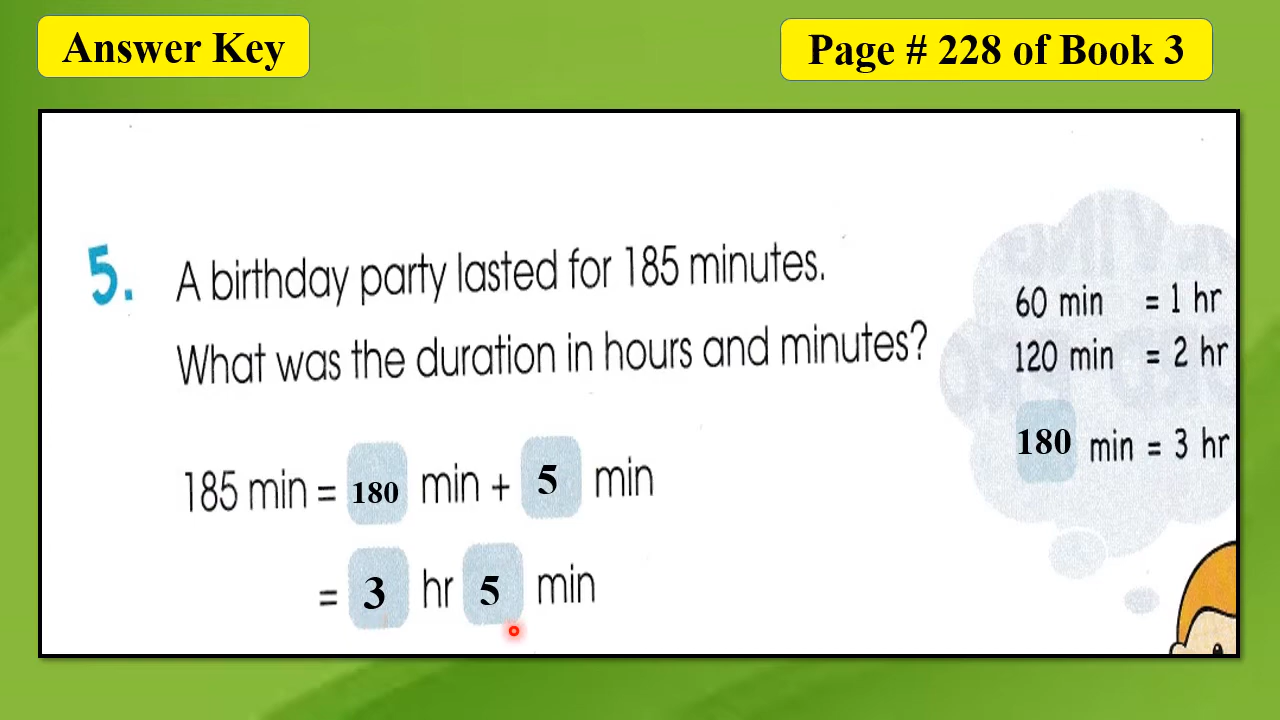 Answer Key
Page # 228 of Book 3
5. A birthday party lasted for 185 minutes.
What was the duration in hours and minutes?
185 min = 180 min + 5 min
= 3 hr 5 min
60 min = 1 hr
120 min = 2 hr
180 min = 3 hr